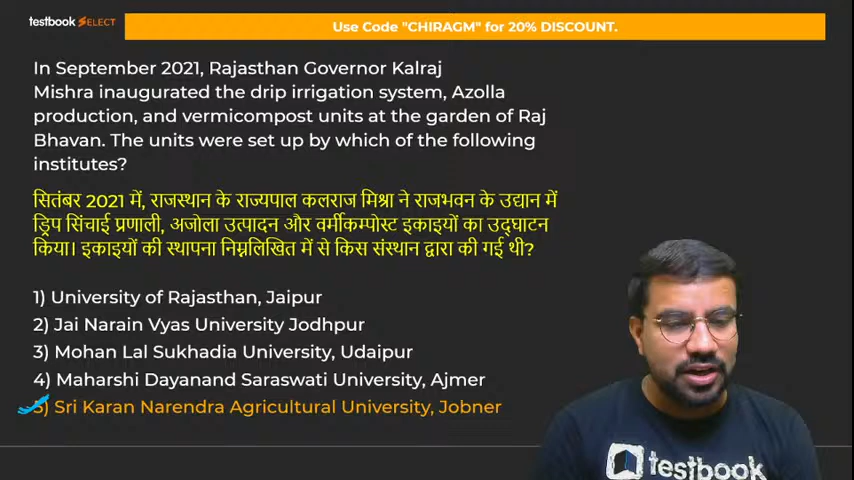 testbook SELECT
Use Code "CHIRAGM" for 20% DISCOUNT.
In September 2021, Rajasthan Governor Kalraj
Mishra inaugurated the drip irrigation system, Azolla
production, and vermicompost units at the garden of Raj
Bhavan. The units were set up by which of the following
institutes?
सितंबर 2021 में, राजस्थान के राज्यपाल कलराज मिश्रा ने राजभवन के उद्यान में
ड्रिप सिंचाई प्रणाली, अजोला उत्पादन और वर्मीकम्पोस्ट इकाइयों का उद्घाटन
किया। इकाइयों की स्थापना निम्नलिखित में से किस संस्थान द्वारा की गई थी?
1) University of Rajasthan, Jaipur
2) Jai Narain Vyas University Jodhpur
3) Mohan Lal Sukhadia University, Udaipur
4) Maharshi Dayanand Saraswati University, Ajmer
5) Sri Karan Narendra Agricultural University, Jobner
testbook